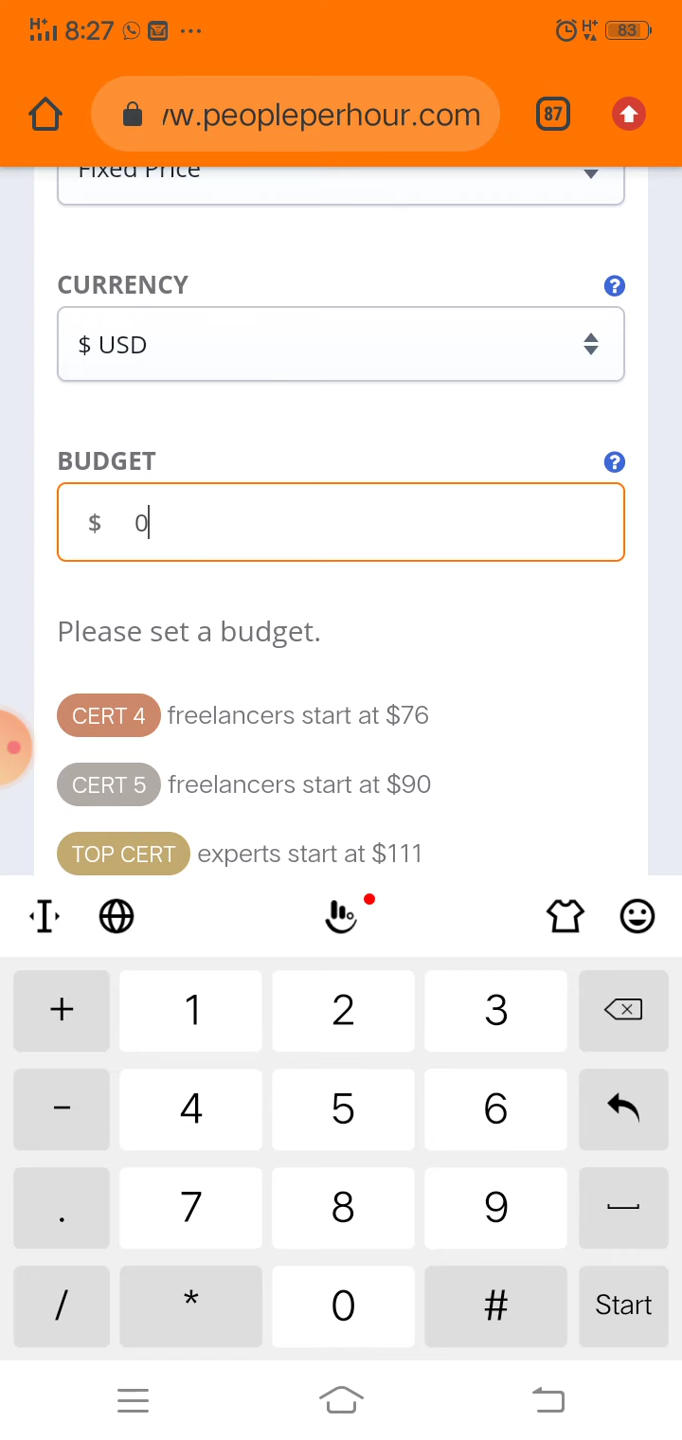 H+ 8:27 ... H+ 83
/w.peopleperhour.com 87
Fixed Price
CURRENCY ?
$ USD
BUDGET ?
$ 0
Please set a budget.
CERT 4 freelancers start at $76
CERT 5 freelancers start at $90
TOP CERT experts start at $111
+ 1 2 3
- 4 5 6
. 7 8 9
/ * 0 # Start